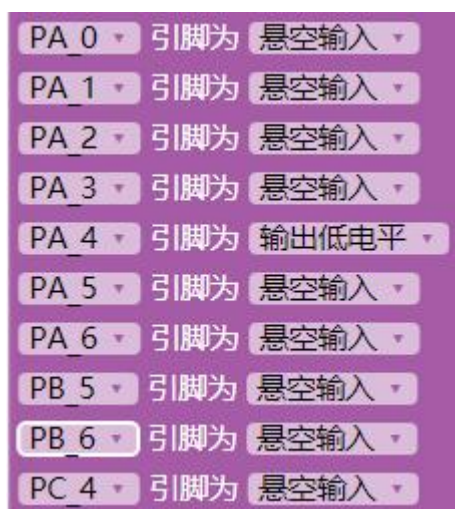 PA_0 引脚为 悬空输入
PA_1 引脚为 悬空输入
PA_2 引脚为 悬空输入
PA_3 引脚为 悬空输入
PA_4 引脚为 输出低电平
PA_5 引脚为 悬空输入
PA_6 引脚为 悬空输入
PB_5 引脚为 悬空输入
PB_6 引脚为 悬空输入
PC_4 引脚为 悬空输入